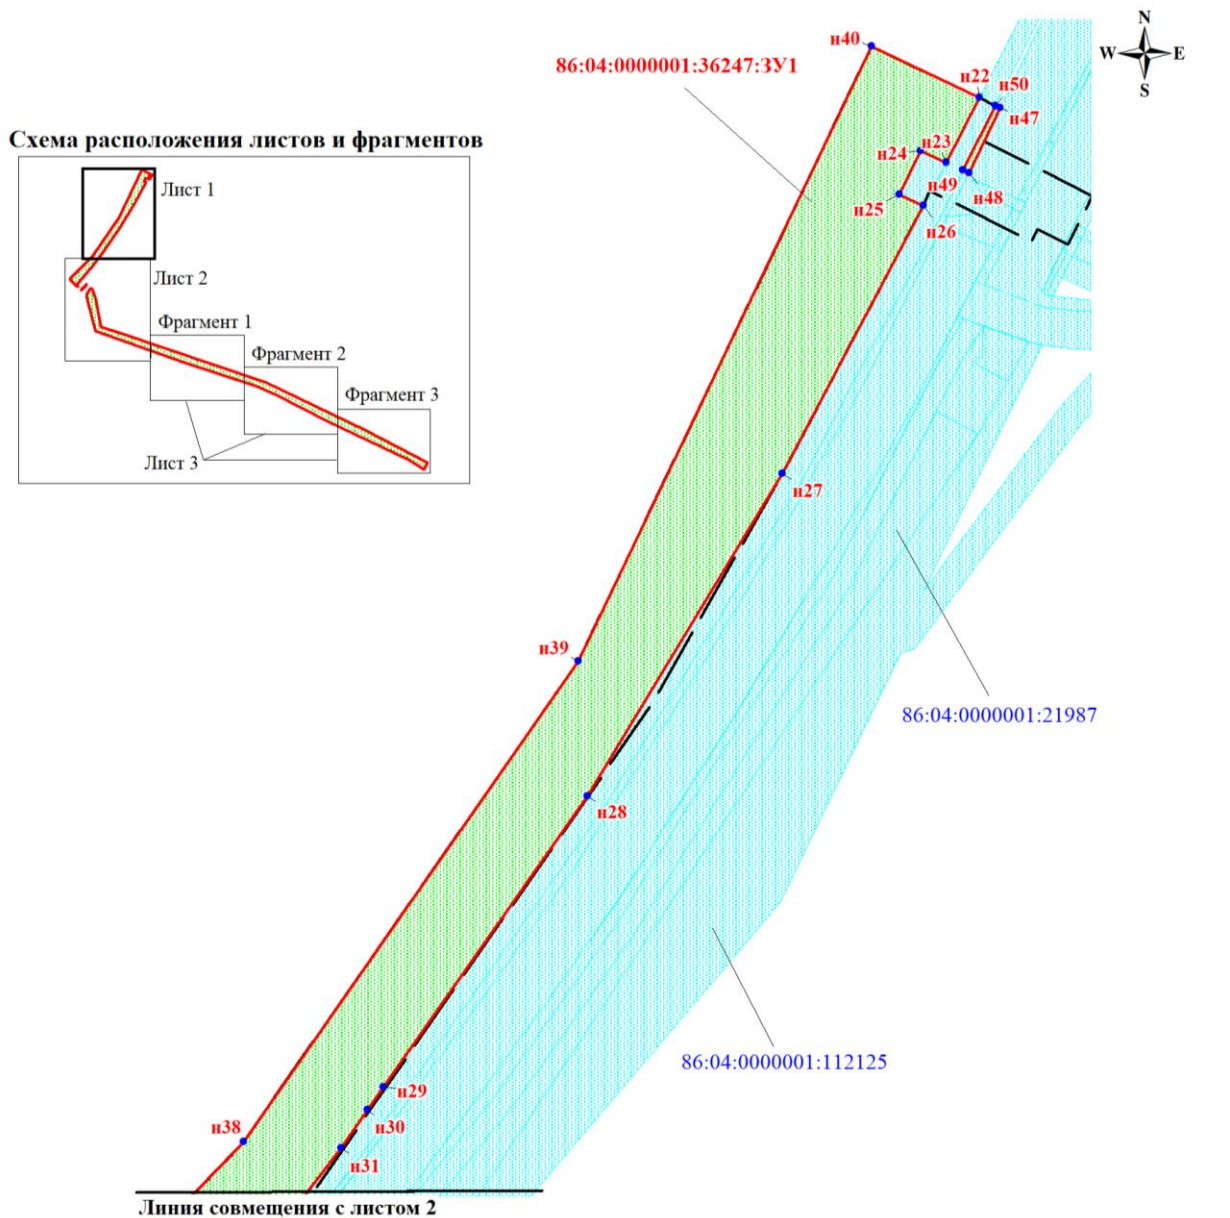 N
W
E
S
н40
86:04:0000001:36247:ЗУ1
н22
н50
н47
Схема расположения листов и фрагментов
н23
н24
Лист 1
н49
н48
н25
н26
Лист 2
Фрагмент 1
Фрагмент 2
Фрагмент 3
Лист 3
н27
н39
86:04:0000001:21987
н28
86:04:0000001:112125
н29
н30
н38
н31
Линия совмещения с листом 2